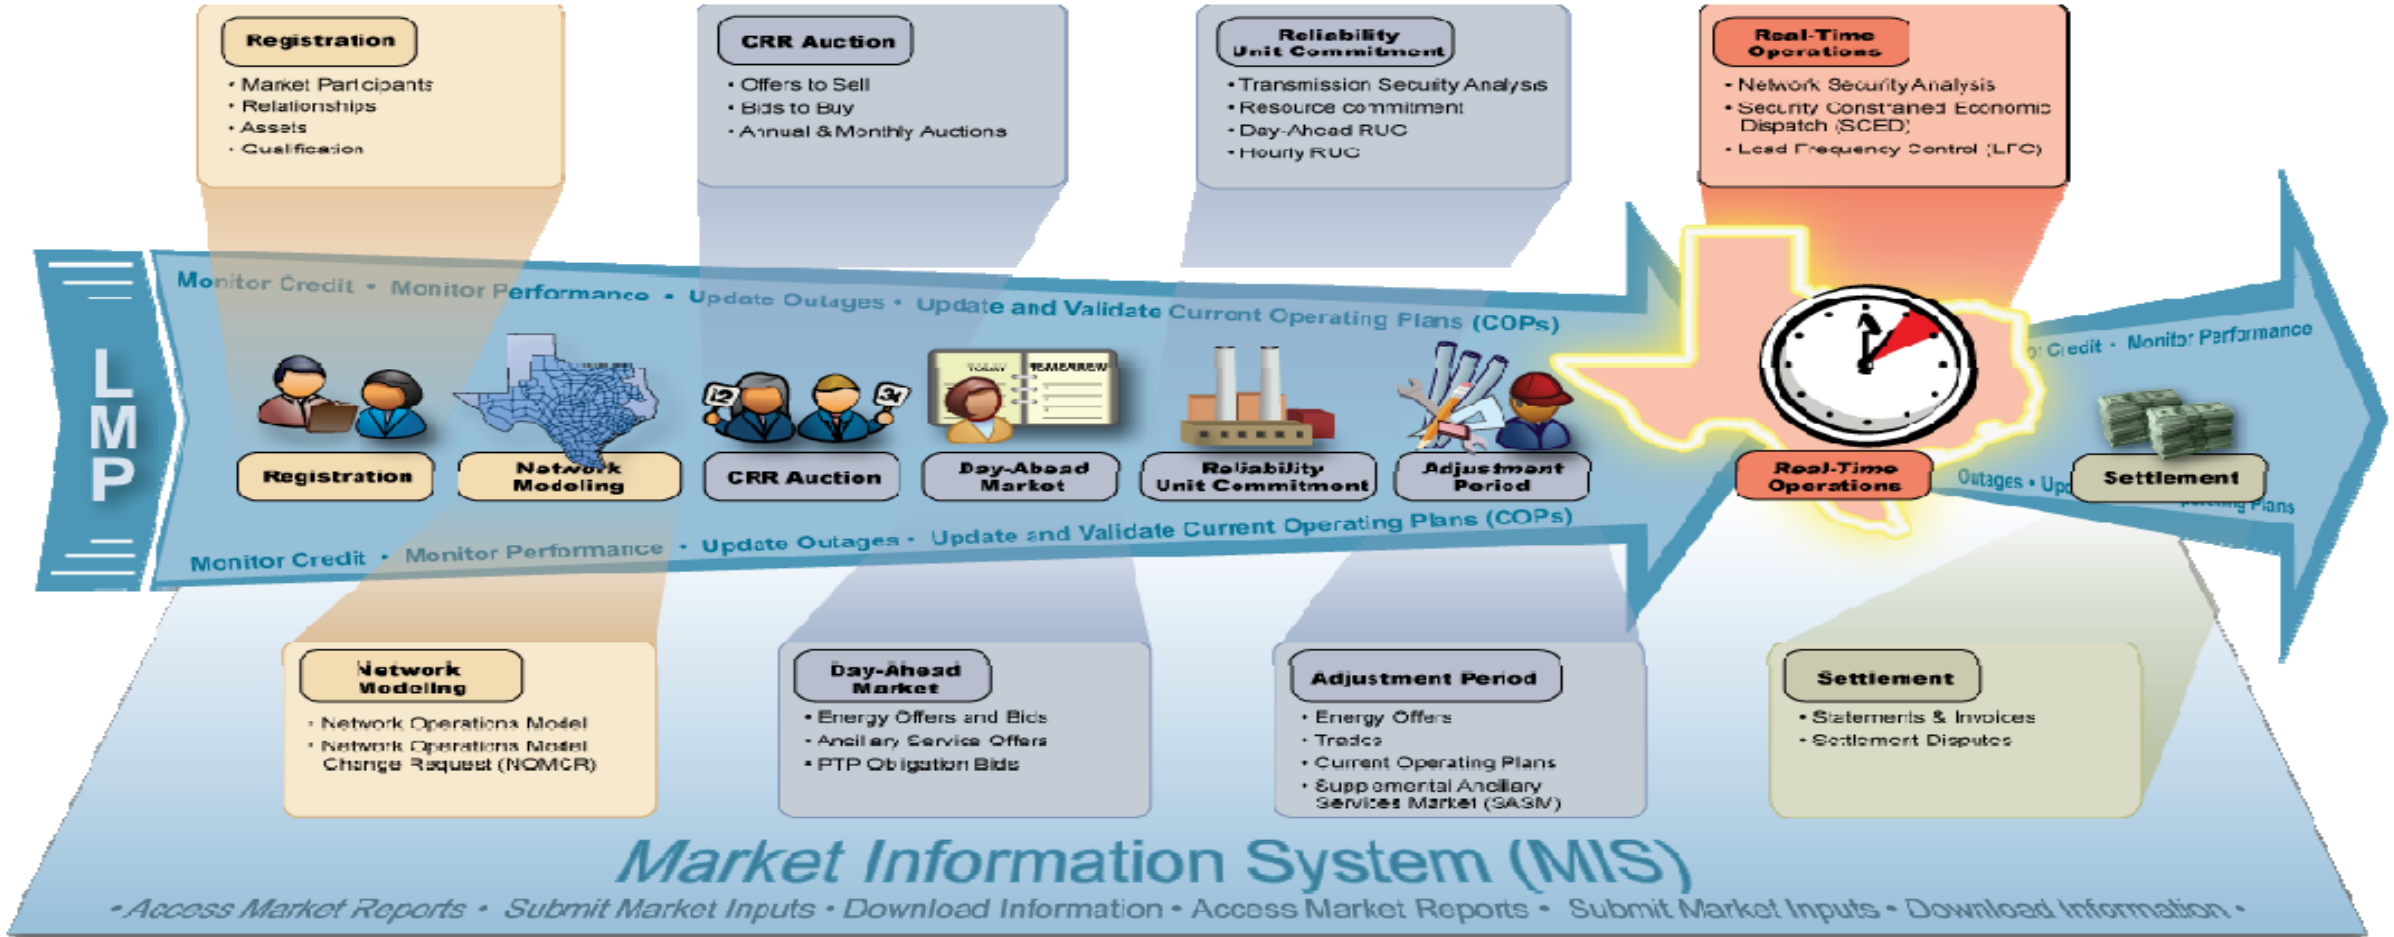 Registration
• Market Participants
• Relationships
• Assets
• Qualification
CRR Auction
• Offers to Sell
• Bids to Buy
• Annual & Monthly Auctions
Reliability
Unit Commitment
• Transmission Security Analysis
• Resource commitment
• Day-Ahead RUC
• Hourly RUC
Real-Time
Operations
• Network Security Analysis
• Security Constrained Economic
Dispatch (SCED)
• Load Frequency Control (LFC)
LMP
Monitor Credit • Monitor Performance • Update Outages • Update and Validate Current Operating Plans (COPs)
Credit • Monitor Performance
TODAY
TOMORROW
12
Registration
Network
Modeling
CRR Auction
Day-Ahead
Market
Reliability
Unit Commitment
Adjustment
Period
Real-Time
Operations
Settlement
Outages •
Plans
Monitor Credit • Monitor Performance • Update Outages • Update and Validate Current Operating Plans (COPs)
Network
Modeling
• Network Operations Model
• Network Operations Model
Change Request (NOMCR)
Day-Ahead
Market
• Energy Offers and Bids
• Ancillary Service Offers
• PTP Obligation Bids
Adjustment Period
• Energy Offers
• Trades
• Current Operating Plans
• Supplemental Ancillary
Services Market (SASM)
Settlement
• Statements & Invoices
• Settlement Disputes
Market Information System (MIS)
• Access Market Reports • Submit Market Inputs • Download Information • Access Market Reports • Submit Market Inputs • Download Information •